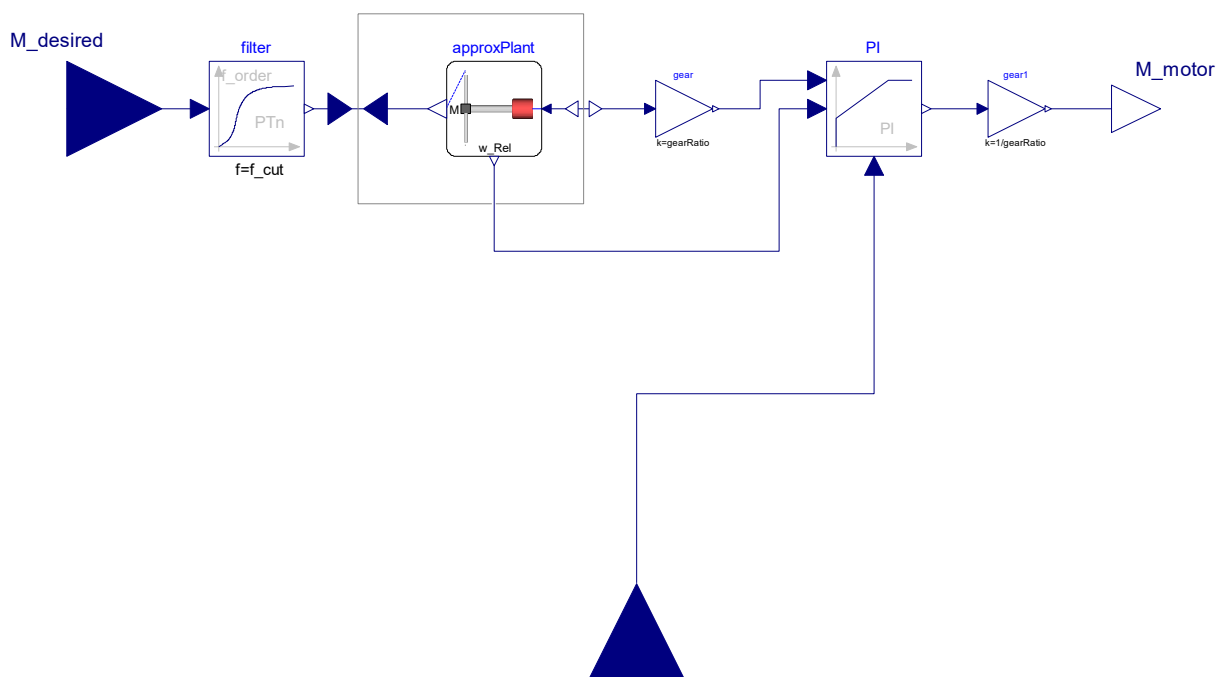 M_desired
filter
f_order
PTn
f=f_cut
approxPlant
M
w_Rel
gear
k=gearRatio
PI
PI
gear1
k=1/gearRatio
M_motor